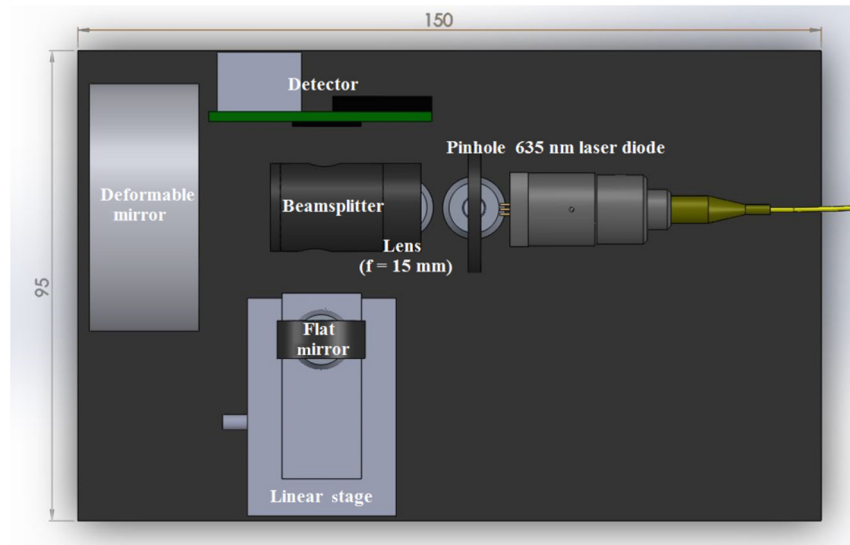 150
Detector
Pinhole 635 nm laser diode
Deformable
mirror
Beamsplitter
Lens
(f = 15 mm)
95
Flat
mirror
Linear stage